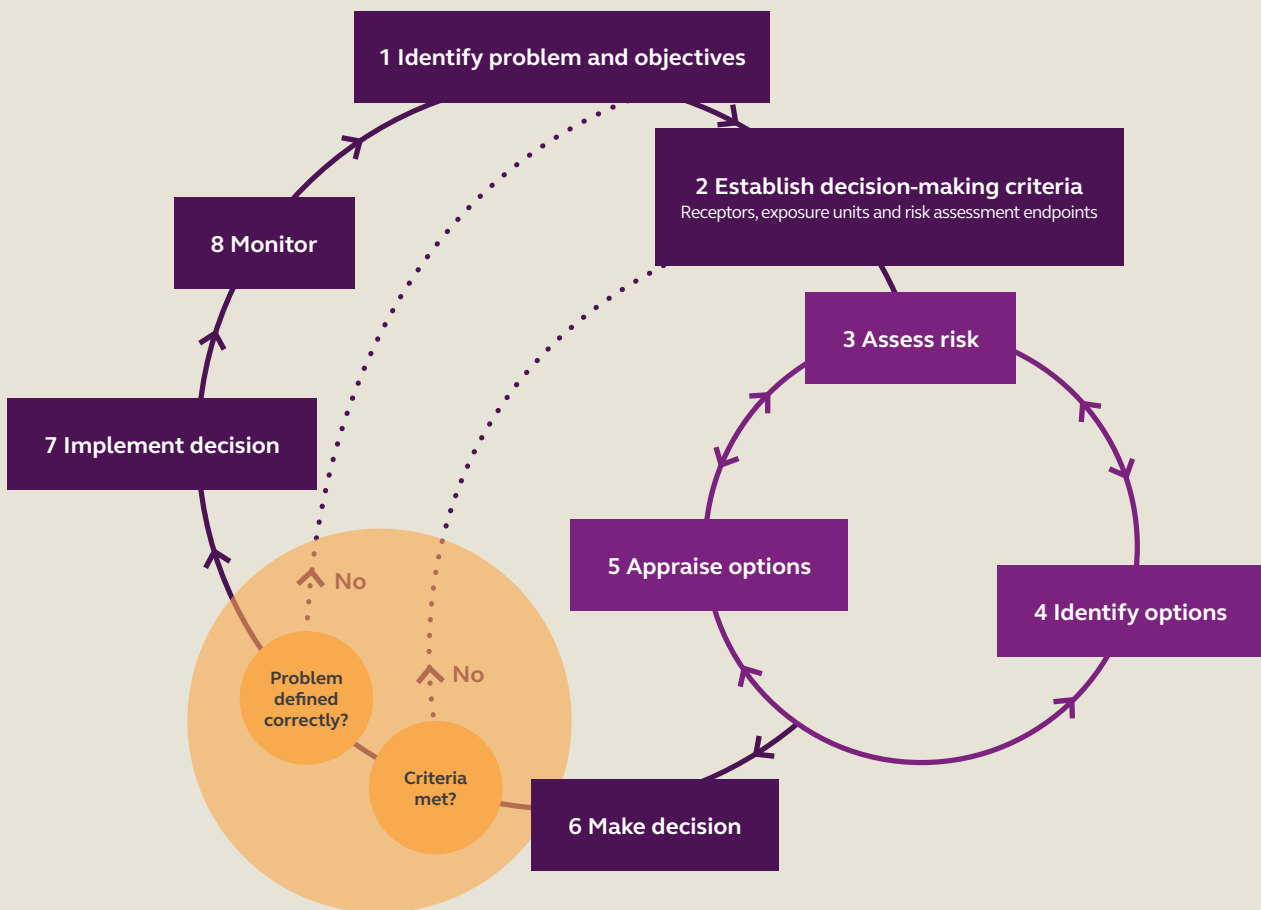 1 Identify problem and objectives
2 Establish decision-making criteria
Receptors, exposure units and risk assessment endpoints
3 Assess risk
4 Identify options
5 Appraise options
6 Make decision
Criteria
met?
No
Problem
defined
correctly?
No
7 Implement decision
8 Monitor